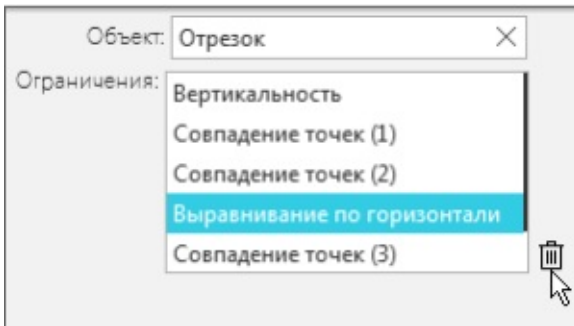 Объект: Отрезок
Ограничения:
Вертикальность
Совпадение точек (1)
Совпадение точек (2)
Выравнивание по горизонтали
Совпадение точек (3)